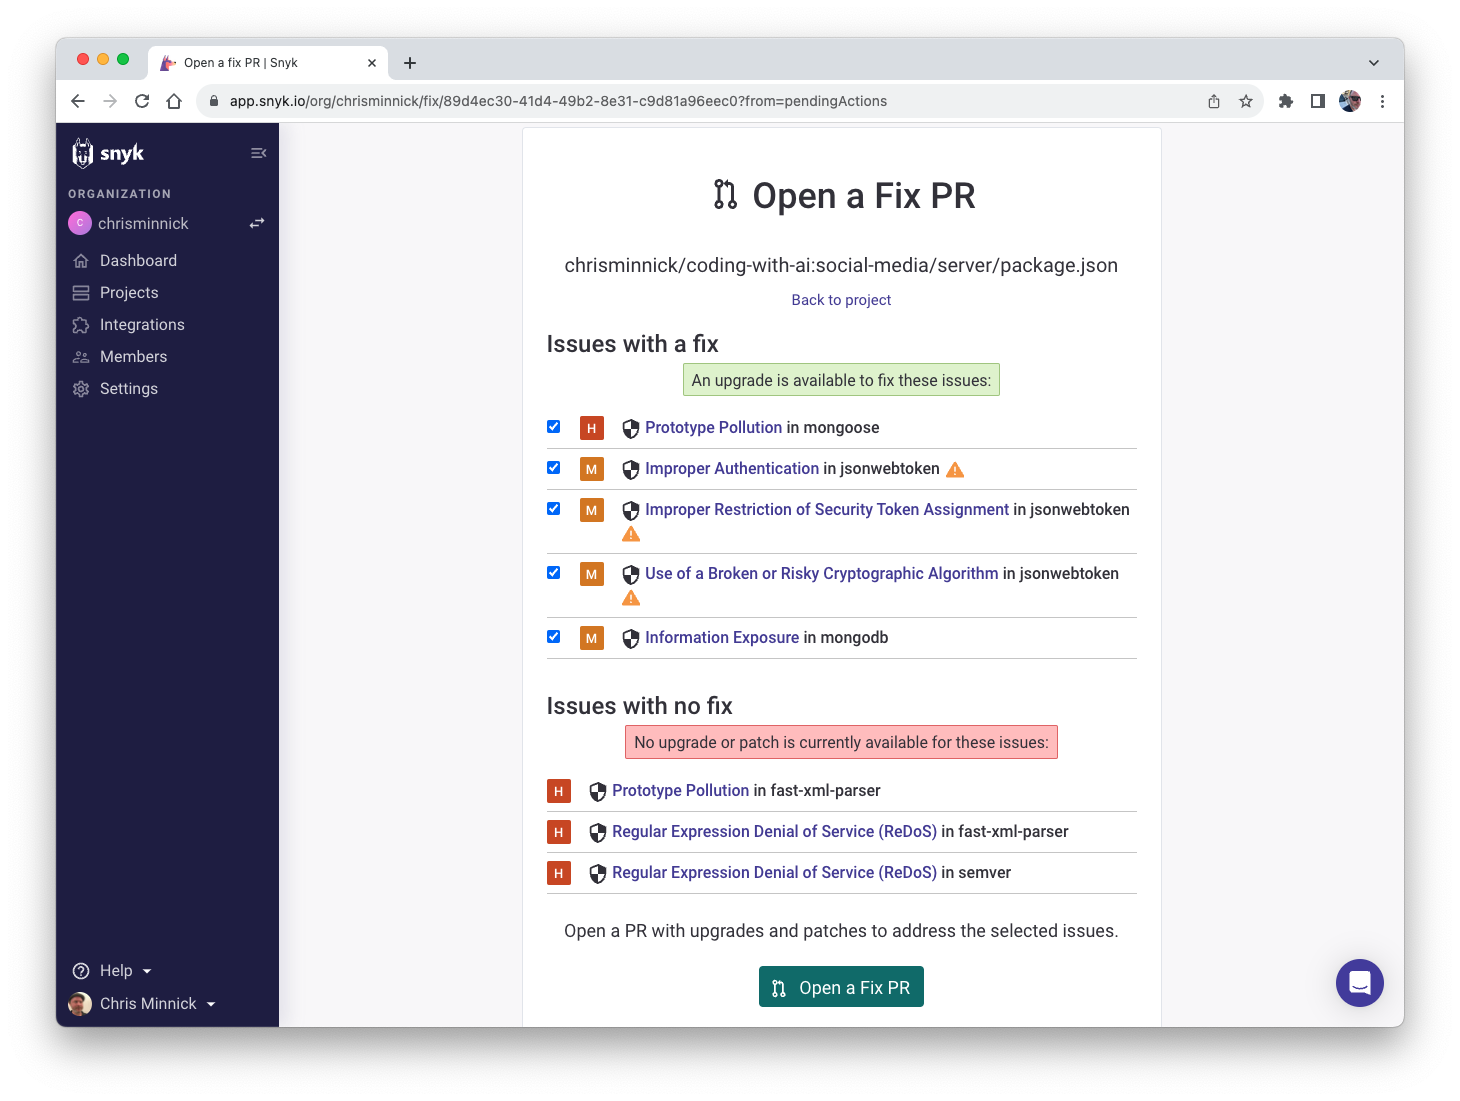 Open a fix PR | Snyk
app.snyk.io/org/chrisminnick/fix/89d4ec30-41d4-49b2-8e31-c9d81a96eec0?from=pendingActions
snyk
ORGANIZATION
C chrisminnick
Dashboard
Projects
Integrations
Members
Settings
Help
Chris Minnick
Open a Fix PR
chrisminnick/coding-with-ai:social-media/server/package.json
Back to project
Issues with a fix
An upgrade is available to fix these issues:
H Prototype Pollution in mongoose
M Improper Authentication in jsonwebtoken
M Improper Restriction of Security Token Assignment in jsonwebtoken
M Use of a Broken or Risky Cryptographic Algorithm in jsonwebtoken
M Information Exposure in mongodb
Issues with no fix
No upgrade or patch is currently available for these issues:
H Prototype Pollution in fast-xml-parser
H Regular Expression Denial of Service (ReDoS) in fast-xml-parser
H Regular Expression Denial of Service (ReDoS) in semver
Open a PR with upgrades and patches to address the selected issues.
Open a Fix PR